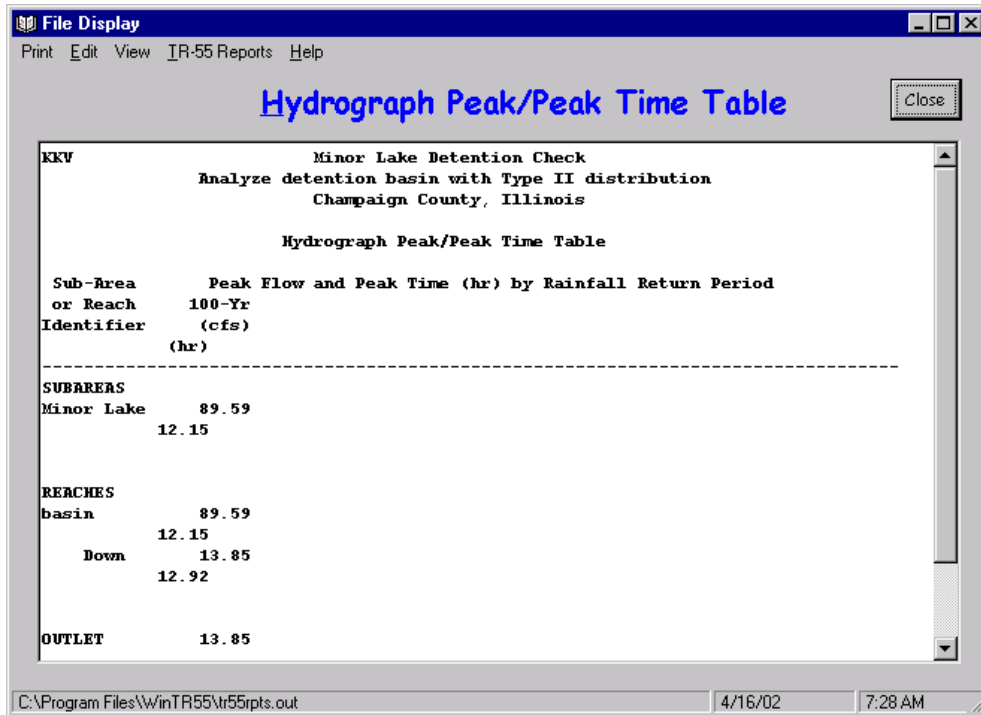 File Display
Print Edit View TR-55 Reports Help
Hydrograph Peak/Peak Time Table
Close
KKV Minor Lake Detention Check
Analyze detention basin with Type II distribution
Champaign County, Illinois
Hydrograph Peak/Peak Time Table
Sub-Area Peak Flow and Peak Time (hr) by Rainfall Return Period
or Reach 100-Yr
Identifier (cfs)
(hr)
--------------------------------------------------------------------------------
SUBAREAS
Minor Lake 89.59
12.15
REACHES
basin 89.59
12.15
Down 13.85
12.92
OUTLET 13.85
C:\Program Files\WinTR55\tr55rpts.out 4/16/02 7:28 AM